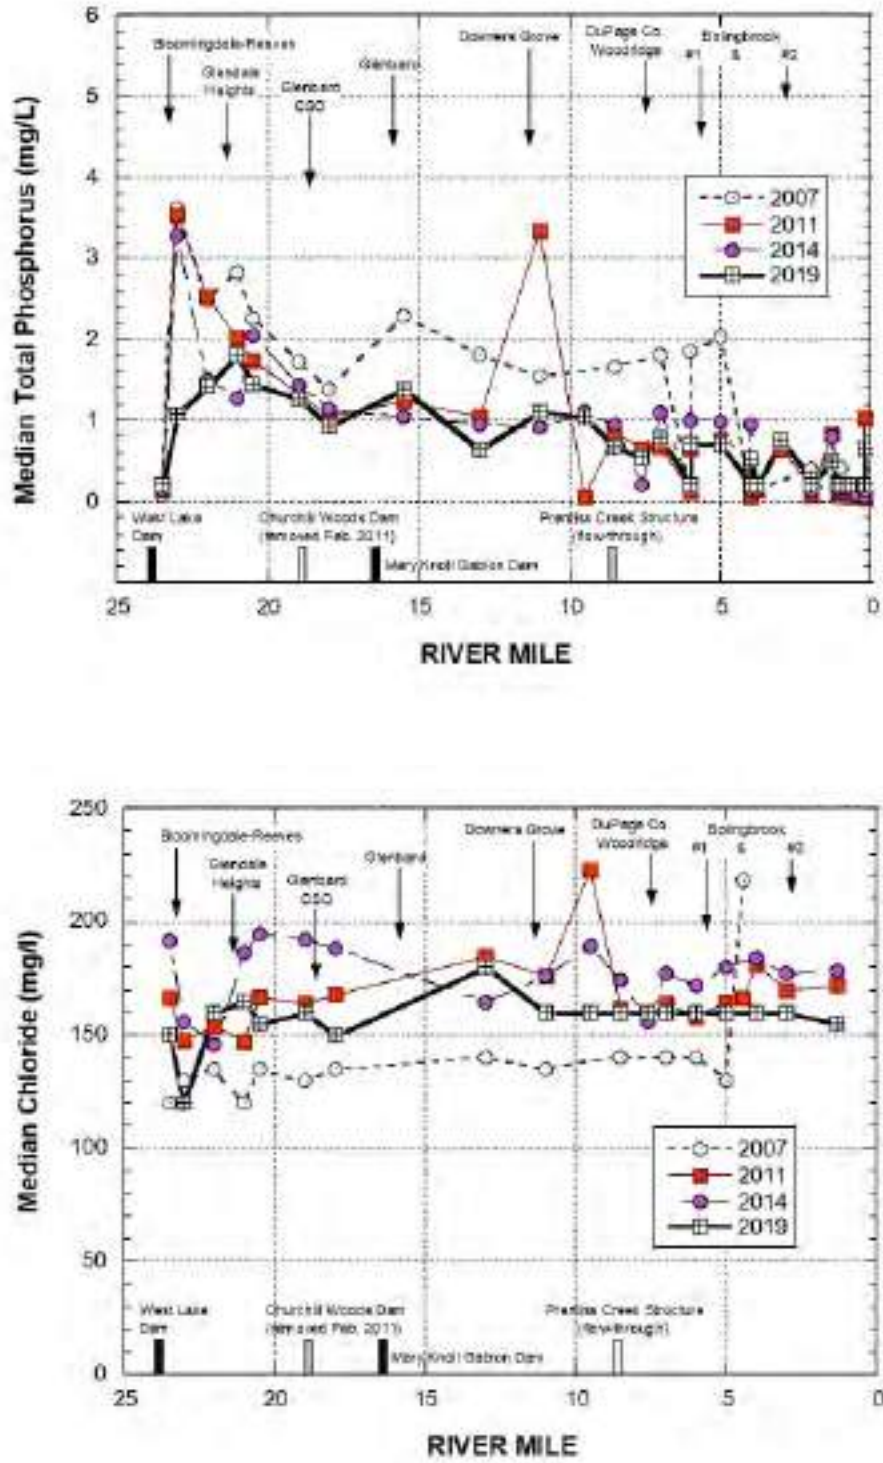 6
Bloomingdale-Reeves
Downers Grove
DuPage Co.
Woodridge
Bolingbrook
#1
&
#2
Glendale
Heights
Glenbard
CSO
Glenbard
5
4
3
2
1
0
Median Total Phosphorus (mg/L)
2007
2011
2014
2019
West Lake
Dam
Churchill Woods Dam
(removed Feb. 2011)
Mary Knoll Gabion Dam
Prentiss Creek Structure
(flow-through)
25 20 15 10 5 0
RIVER MILE
250
Bloomingdale-Reeves
Downers Grove
DuPage Co.
Woodridge
Bolingbrook
#1
&
#2
Glendale
Heights
Glenbard
CSO
Glenbard
200
150
100
50
0
Median Chloride (mg/l)
2007
2011
2014
2019
West Lake
Dam
Churchill Woods Dam
(removed Feb. 2011)
Mary Knoll Gabion Dam
Prentiss Creek Structure
(flow-through)
25 20 15 10 5 0
RIVER MILE